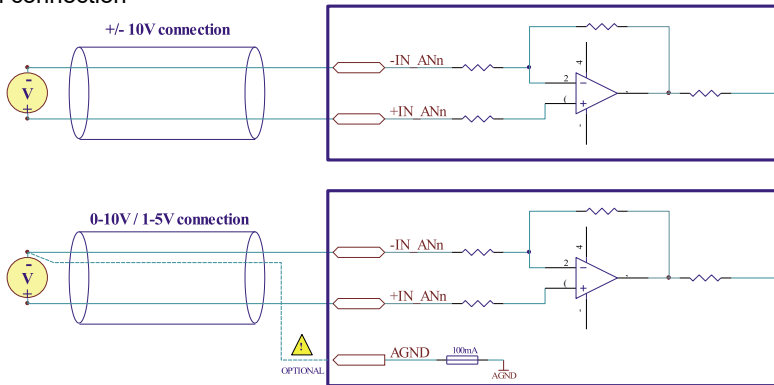 connection
+/- 10V connection
-IN_ANn
+IN_ANn
-
V
+
4
2
-
+
-
0-10V / 1-5V connection
-IN_ANn
+IN_ANn
-
V
+
4
2
-
+
-
!
OPTIONAL
AGND
100mA
AGND